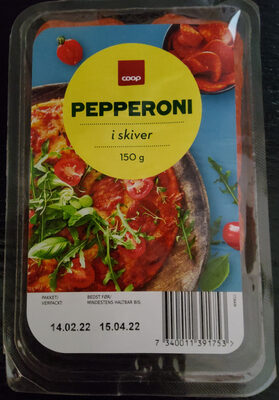 coop
PEPPERONI
i skiver
150 g
PAKKET/ BEDST FØR/
VERPACKT: MINDESTENS HALTBAR BIS:
14.02.22 15.04.22
7 340011 391753 >